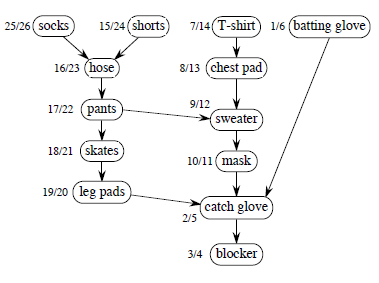 25/26 socks 15/24 shorts 7/14 T-shirt 1/6 batting glove
16/23 hose 8/13 chest pad
17/22 pants 9/12 sweater
18/21 skates 10/11 mask
19/20 leg pads catch glove
2/5
3/4 blocker